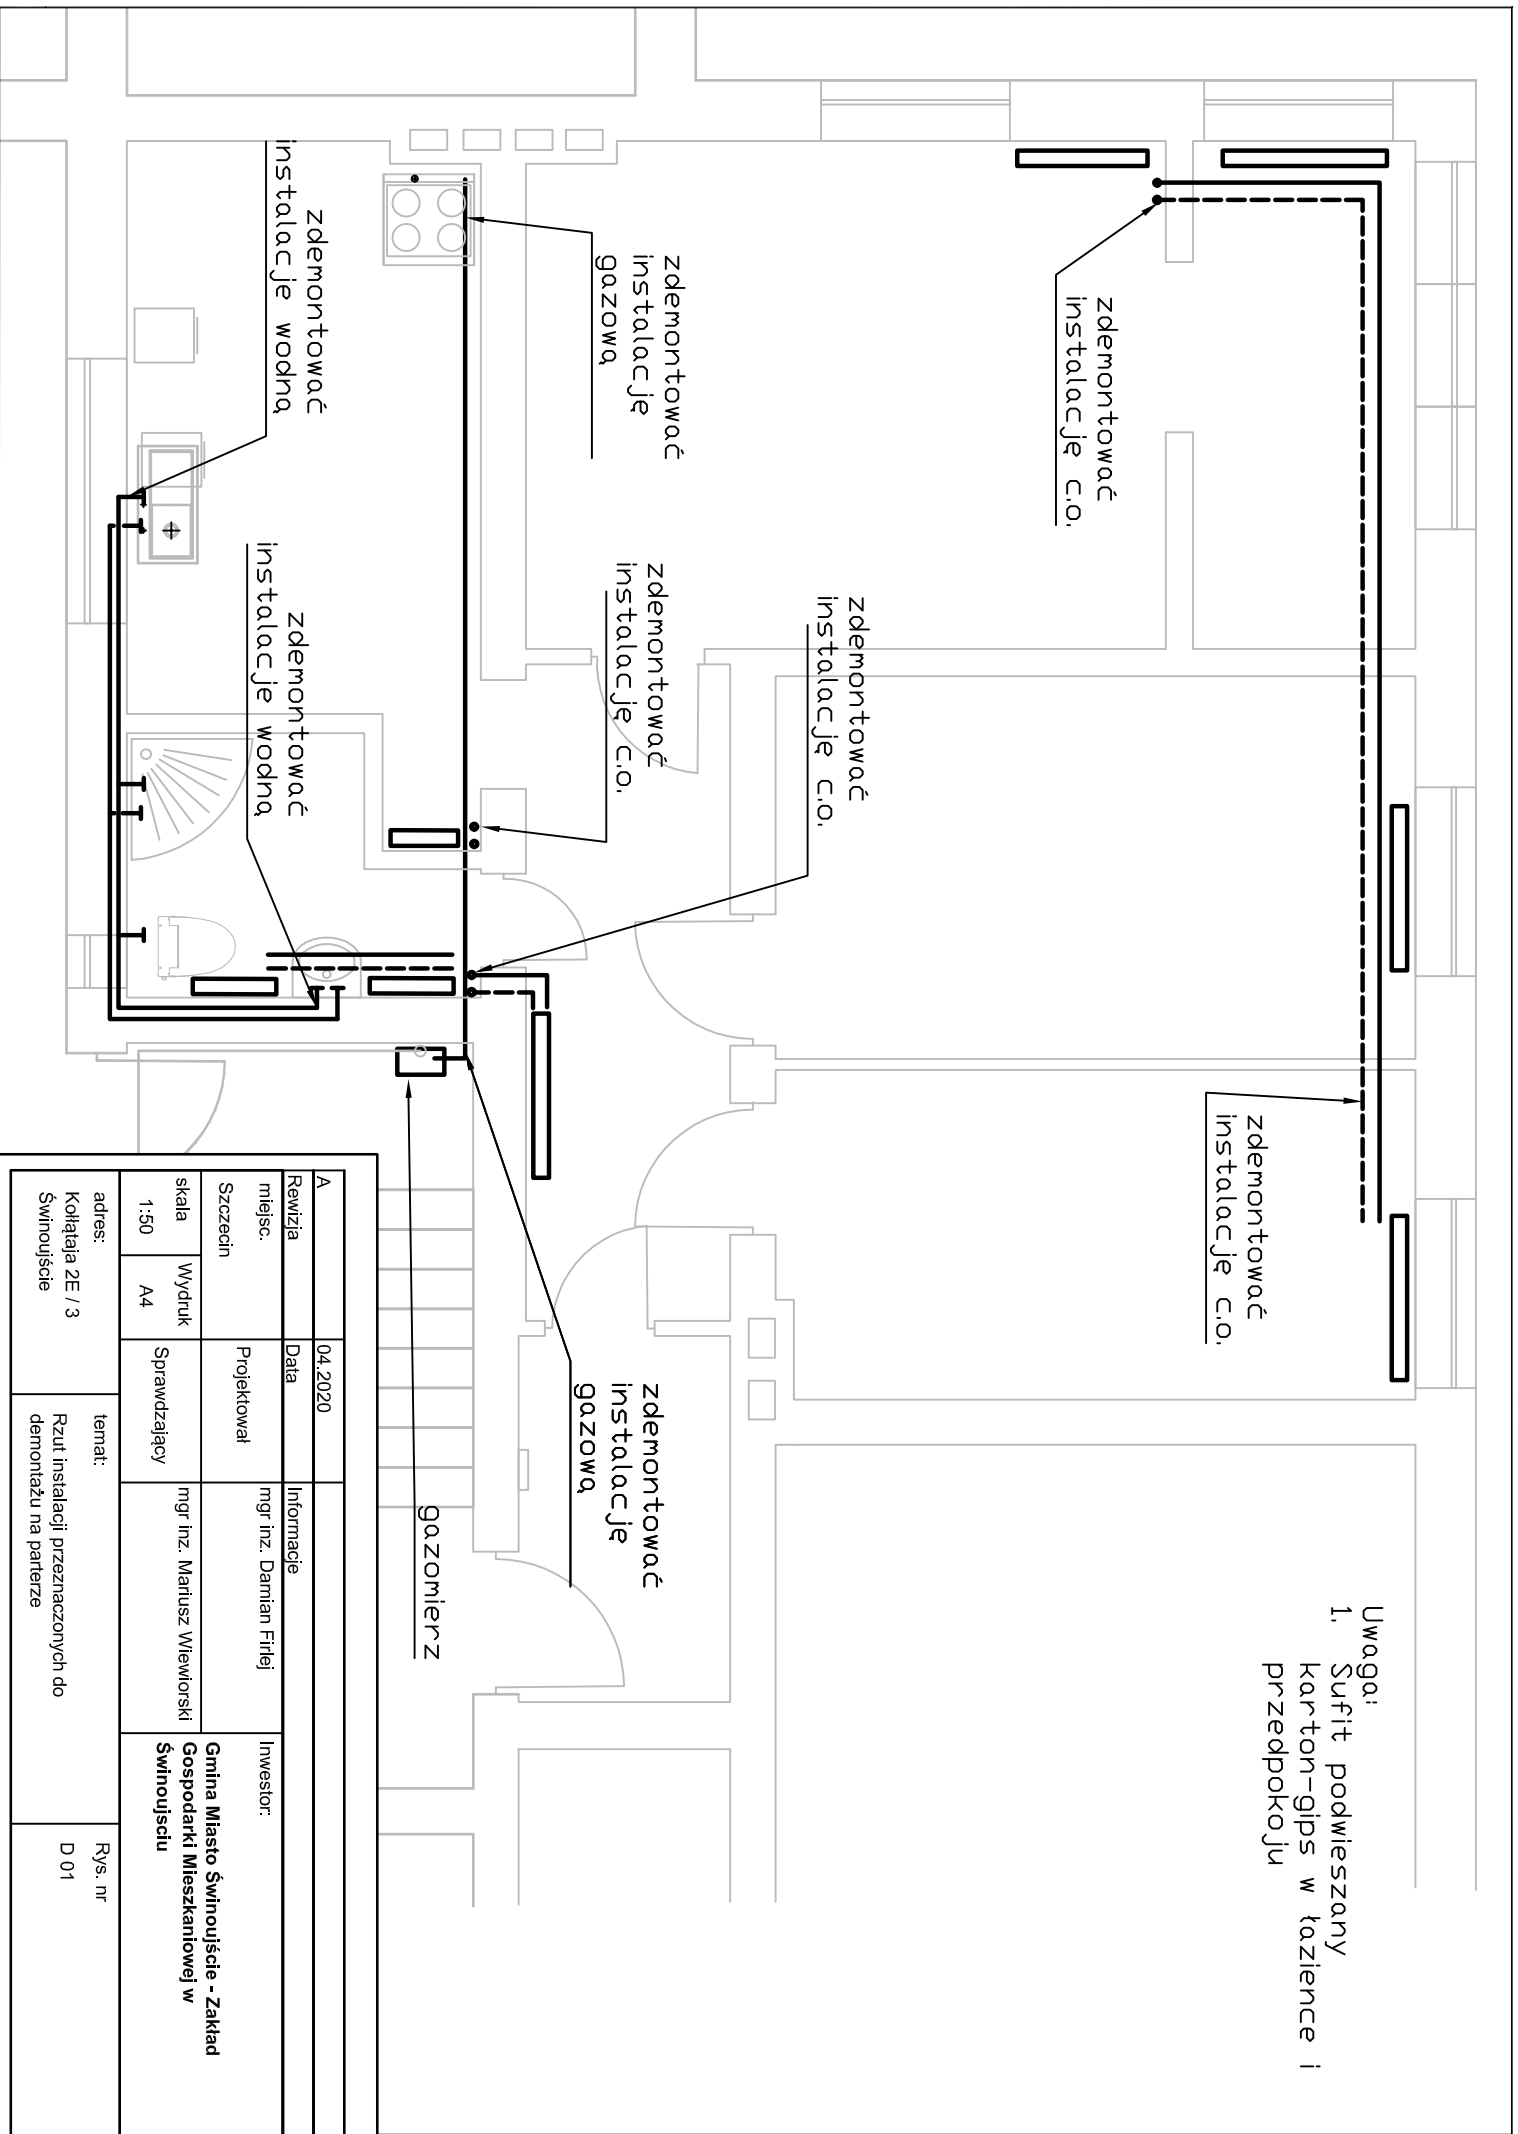 Uwaga:
1. Sufit podwieszany
karton-gips w łazience i
przedpokoju
zdemontować
instalację c.o.
zdemontować
instalację c.o.
zdemontować
instalację c.o.
zdemontować
instalację c.o.
zdemontować
instalację
gazową
zdemontować
instalację
gazową
zdemontować
instalację wodną
zdemontować
instalację wodną
gazomierz
A
04.2020
Rewizja
Data
Informacje
miejsc.
Szczecin
Projektował
mgr inz. Damian Firlej
Inwestor:
Gmina Miasto Świnoujście - Zakład
Gospodarki Mieszkaniowej w
Świnoujsciu
skala
1:50
Wydruk
A4
Sprawdzający
mgr inz. Mariusz Wiewiorski
adres:
Kołłątaja 2E / 3
Świnoujście
temat:
Rzut instalacji przeznaczonych do
demontażu na parterze
Rys. nr
D 01